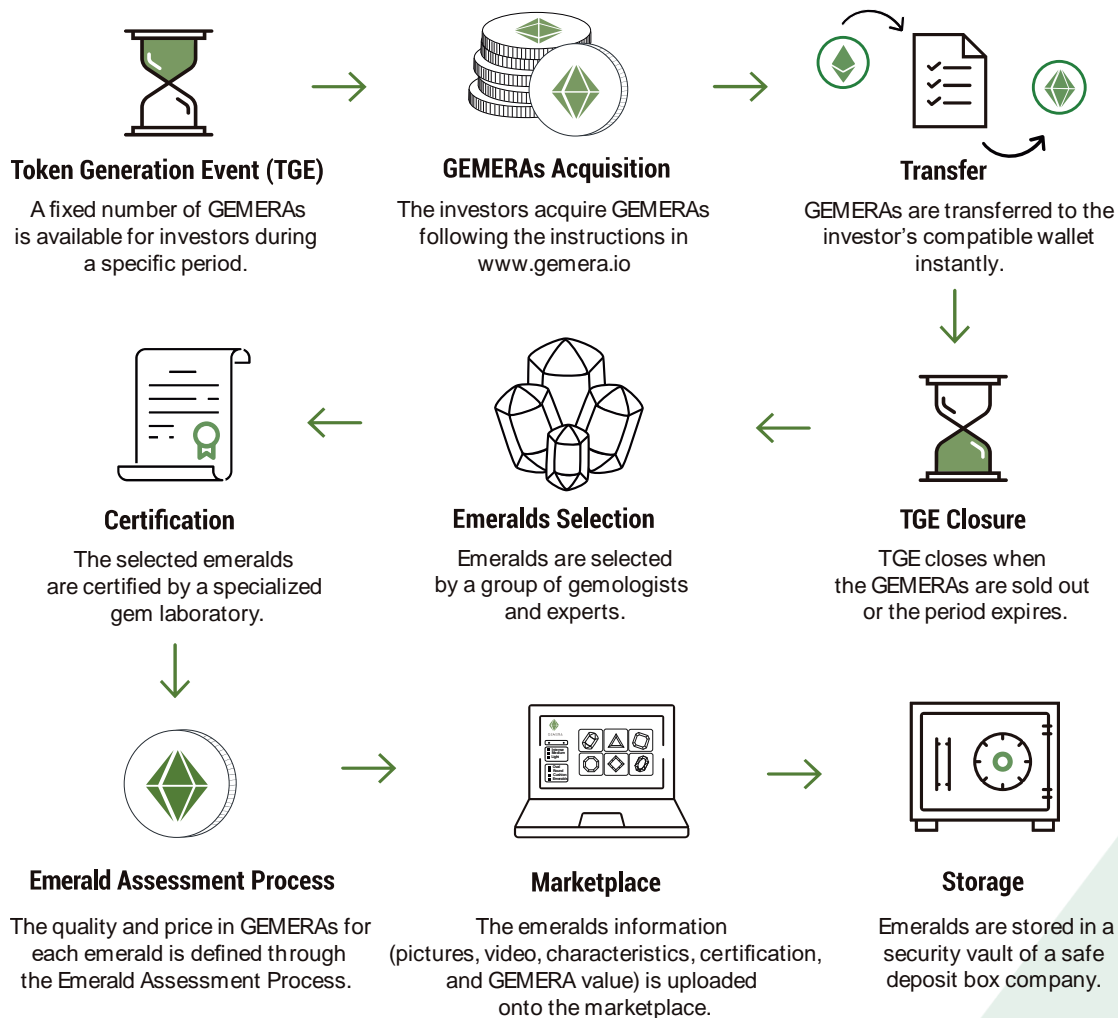 Token Generation Event (TGE)
A fixed number of GEMERAs
is available for investors during
a specific period.
GEMERAs Acquisition
The investors acquire GEMERAs
following the instructions in
www.gemera.io
Transfer
GEMERAs are transferred to the
investor's compatible wallet
instantly.
TGE Closure
TGE closes when
the GEMERAs are sold out
or the period expires.
Emeralds Selection
Emeralds are selected
by a group of gemologists
and experts.
Certification
The selected emeralds
are certified by a specialized
gem laboratory.
Emerald Assessment Process
The quality and price in GEMERAs for
each emerald is defined through
the Emerald Assessment Process.
Marketplace
The emeralds information
(pictures, video, characteristics, certification,
and GEMERA value) is uploaded
onto the marketplace.
Storage
Emeralds are stored in a
security vault of a safe
deposit box company.